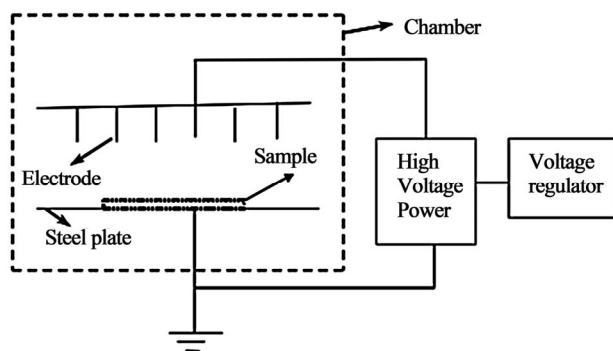 Chamber
Electrode
Sample
Steel plate
High
Voltage
Power
Voltage
regulator